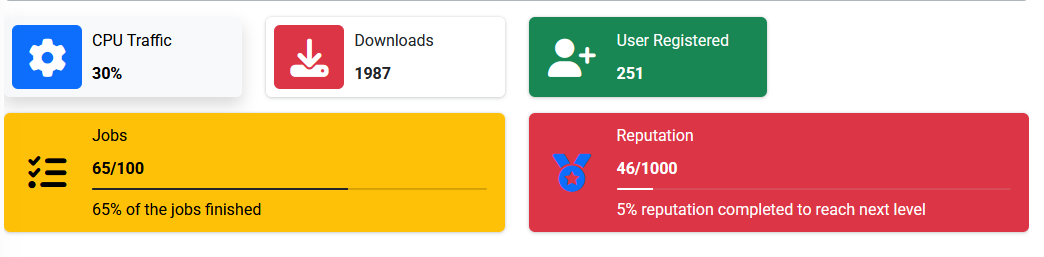 CPU Traffic
30%
Downloads
1987
User Registered
251
Jobs
65/100
65% of the jobs finished
Reputation
46/1000
5% reputation completed to reach next level